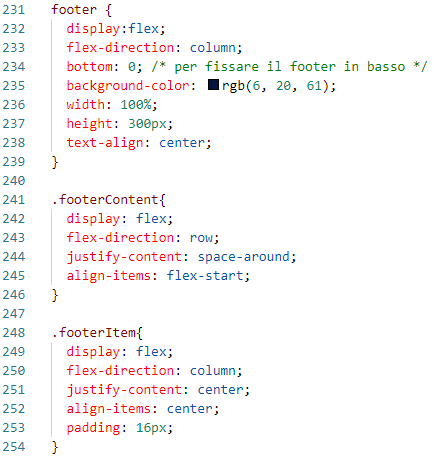 231 footer {
232 display:flex;
233 flex-direction: column;
234 bottom: 0; /* per fissare il footer in basso */
235 background-color: rgb(6, 20, 61);
236 width: 100%;
237 height: 300px;
238 text-align: center;
239 }
240
241 .footerContent{
242 display: flex;
243 flex-direction: row;
244 justify-content: space-around;
245 align-items: flex-start;
246 }
247
248 .footerItem{
249 display: flex;
250 flex-direction: column;
251 justify-content: center;
252 align-items: center;
253 padding: 16px;
254 }